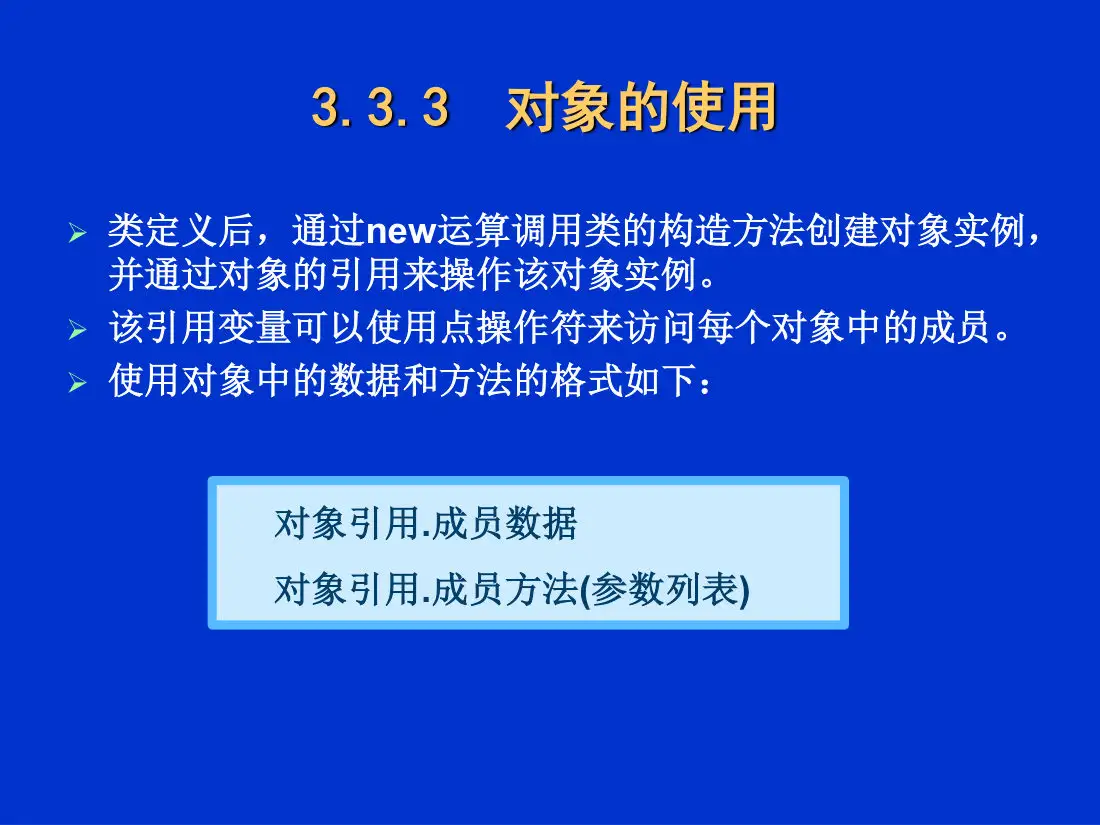 3.3.3 对象的使用
类定义后，通过new运算调用类的构造方法创建对象实例，
并通过对象的引用来操作该对象实例。
该引用变量可以使用点操作符来访问每个对象中的成员。
使用对象中的数据和方法的格式如下：
对象引用.成员数据
对象引用.成员方法(参数列表)